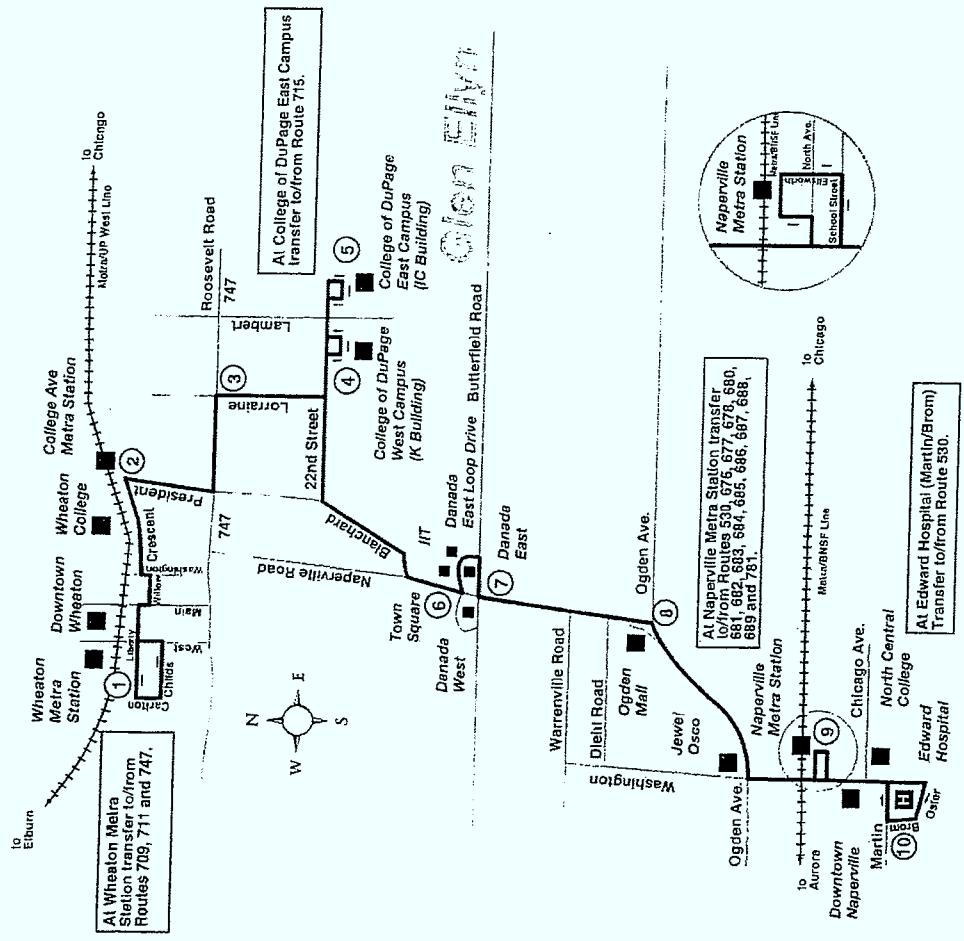 to
Elburn
At Wheaton Metra
Station transfer to/from
Routes 709, 711 and 747.
Wheaton
Metra
Station
Downtown
Wheaton
Wheaton
College
College Ave
Metra Station
to
Chicago
Metra/UP West Line
1
Carlton
Childs
Liberty
West
Main
Willow
Washington
Crescent
2
President
Roosevelt Road
747
747
3
Lorraine
Lambert
At College of DuPage East Campus
transfer to/from Route 715.
22nd Street
4
College of DuPage
West Campus
(K Building)
5
College of DuPage
East Campus
(IC Building)
Glen Ellyn
Blanchard
Naperville Road
N
E
S
W
IIT
Danada
East Loop Drive
Butterfield Road
6
Town
Square
Danada
West
7
Danada
East
Warrenville Road
Diehl Road
Ogden
Mall
8
Ogden Ave.
Jewel
Osco
Washington
Ogden Ave.
At Naperville Metra Station transfer
to/from Routes 530, 676, 677, 678, 680,
681, 682, 683, 684, 685, 686, 687, 688,
689 and 781.
Naperville
Metra Station
Metra/BNSF Line
North Ave.
Ellsworth
School Street
to
Aurora
Naperville
Metra Station
Metra/BNSF Line
to
Chicago
9
Chicago Ave.
Downtown
Naperville
North Central
College
Martin
Brom
H
Osler
10
Edward
Hospital
At Edward Hospital (Martin/Brom)
Transfer to/from Route 530.